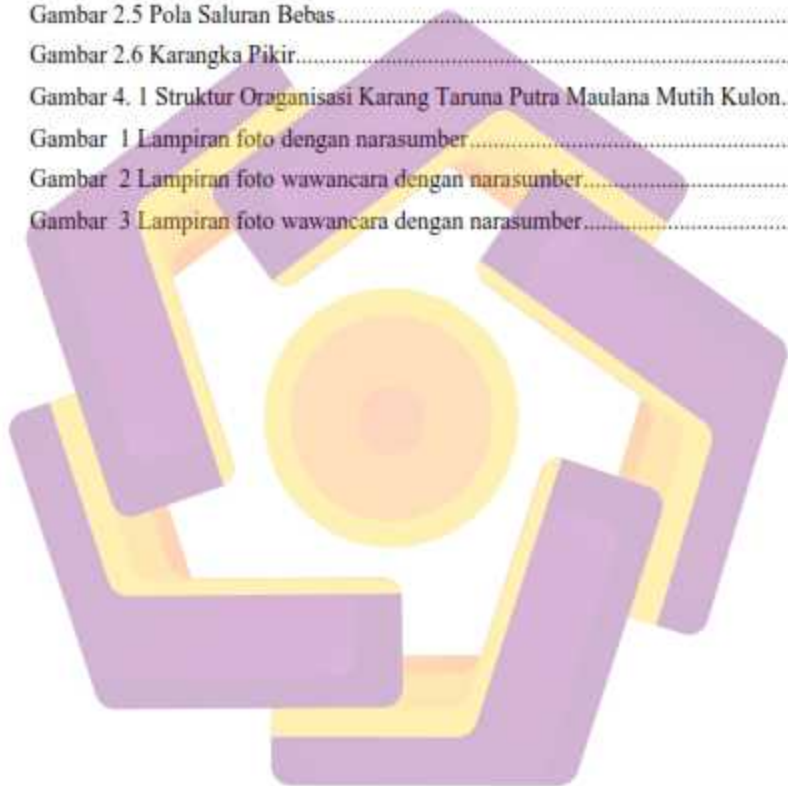 Gambar 2.5 Pola Saluran Bebas................................................................................
Gambar 2.6 Karangka Pikir.......................................................................................
Gambar 4. 1 Struktur Oraganisasi Karang Taruna Putra Maulana Mutih Kulon..
Gambar 1 Lampiran foto dengan narasumber.........................................................
Gambar 2 Lampiran foto wawancara dengan narasumber.....................................
Gambar 3 Lampiran foto wawancara dengan narasumber.....................................